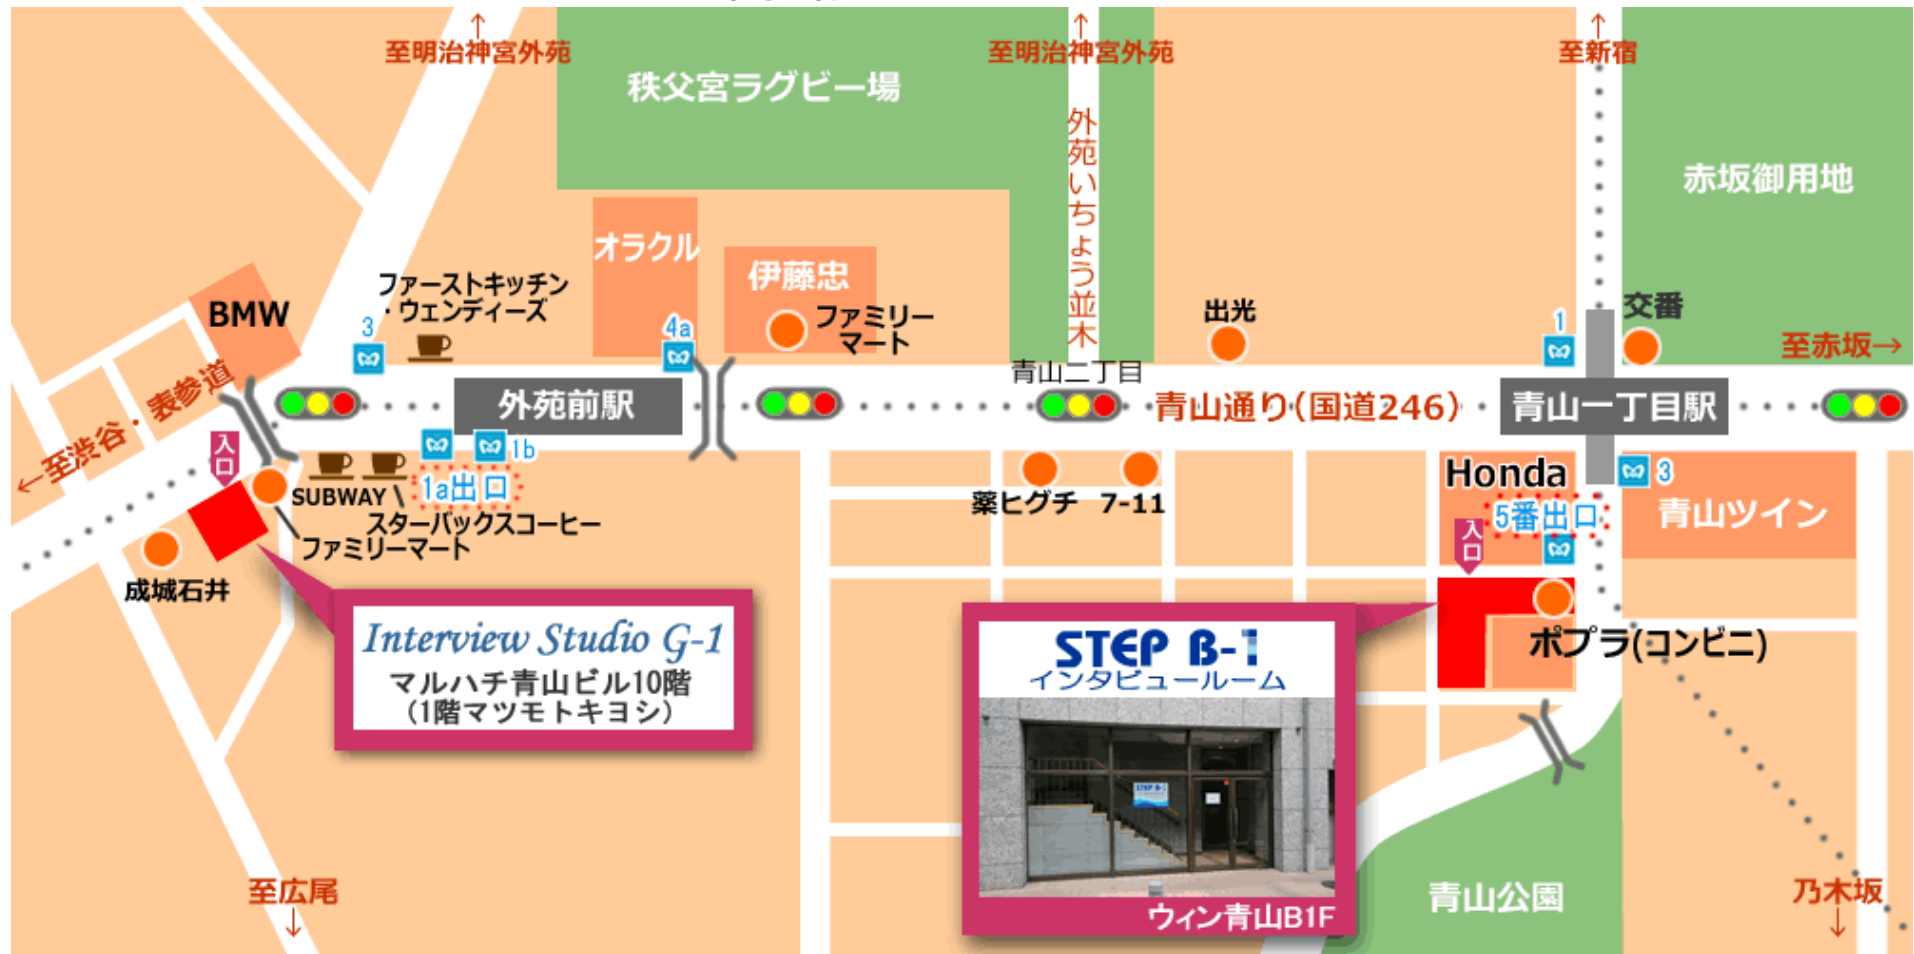 至明治神宮外苑
至明治神宮外苑
至新宿
秩父宮ラグビー場
外苑いちょう並木
赤坂御用地
オラクル
伊藤忠
ファミリー
マート
BMW
ファーストキッチン
・ウェンディーズ
3
4a
出光
1
交番
至赤坂→
青山二丁目
←至渋谷・表参道
外苑前駅
青山通り(国道246)
青山一丁目駅
入口
1b
SUBWAY
1a出口
スターバックスコーヒー
ファミリーマート
成城石井
薬ヒグチ
7-11
Honda
3
5番出口
入口
青山ツイン
Interview Studio G-1
マルハチ青山ビル10階
(1階マツモトキヨシ)
STEP B-1
インタビュールーム
STEP B-1
ウィン青山B1F
ポプラ(コンビニ)
青山公園
至広尾
乃木坂